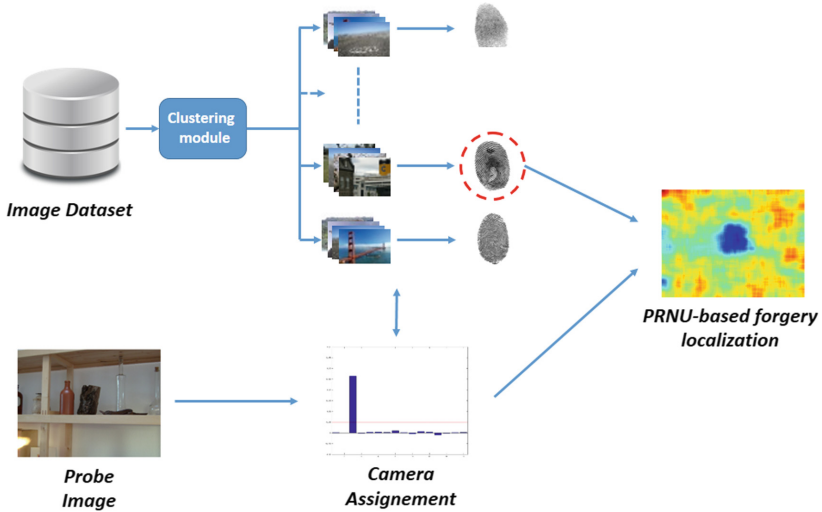 Clustering
module
Image Dataset
PRNU-based forgery
localization
Probe
Image
Camera
Assignement